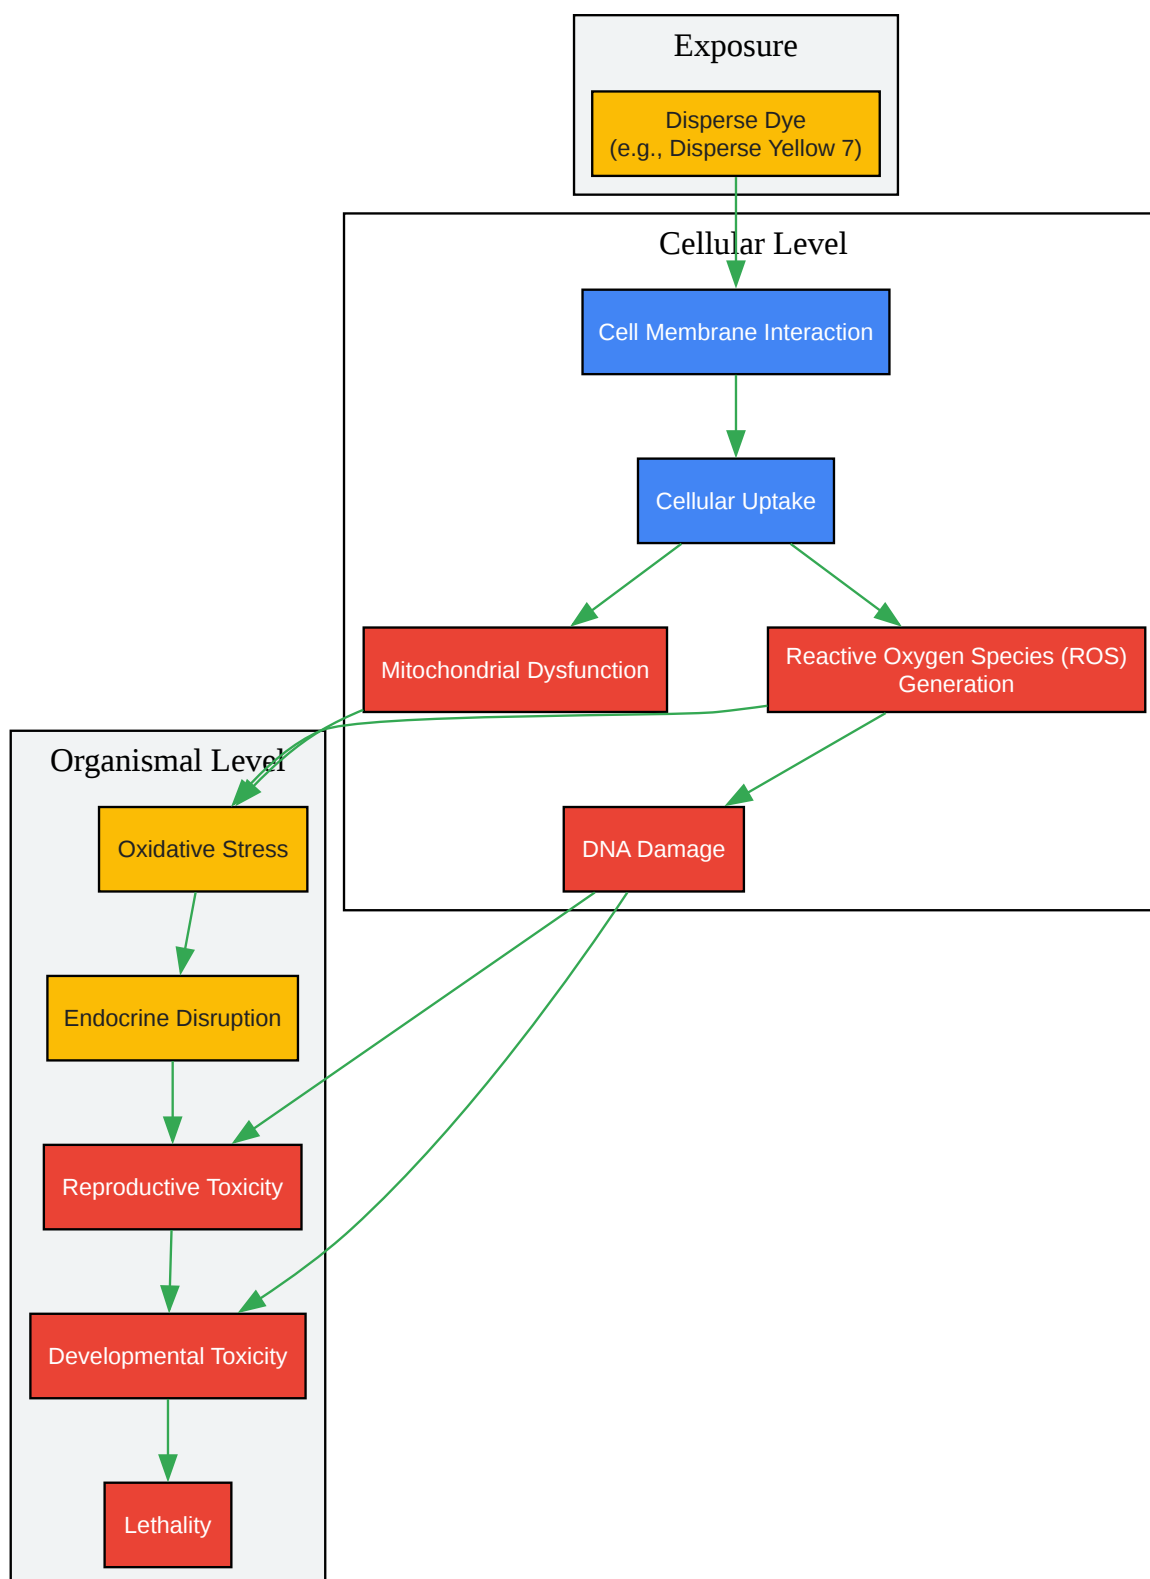 Exposure
Disperse Dye
(e.g., Disperse Yellow 7)
Cellular Level
Cell Membrane Interaction
Cellular Uptake
Mitochondrial Dysfunction
Reactive Oxygen Species (ROS)
Generation
Organismal Level
Oxidative Stress
DNA Damage
Endocrine Disruption
Reproductive Toxicity
Developmental Toxicity
Lethality